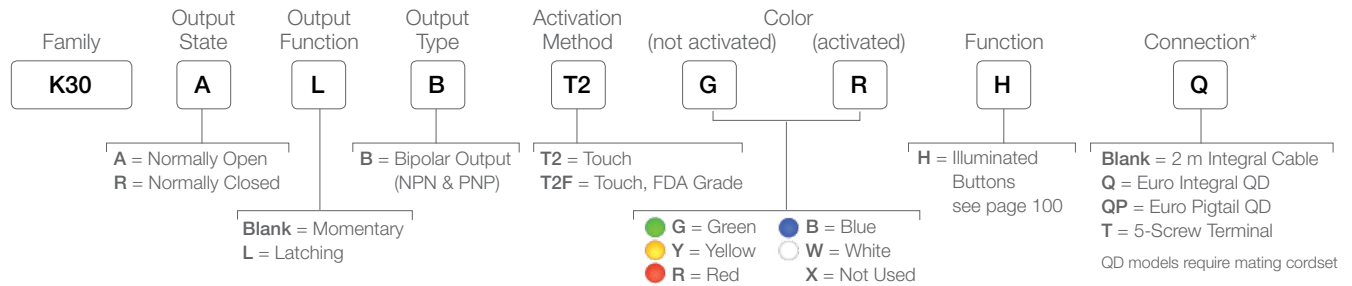 Family
Output
State
Output
Function
Output
Type
Activation
Method
Color
(not activated)
(activated)
Function
Connection*
K30
A
L
B
T2
G
R
H
Q
A = Normally Open
R = Normally Closed
Blank = Momentary
L = Latching
B = Bipolar Output
(NPN & PNP)
T2 = Touch
T2F = Touch, FDA Grade
G = Green
Y = Yellow
R = Red
B = Blue
W = White
X = Not Used
H = Illuminated
Buttons
see page 100
Blank = 2 m Integral Cable
Q = Euro Integral QD
QP = Euro Pigtail QD
T = 5-Screw Terminal
QD models require mating cordset